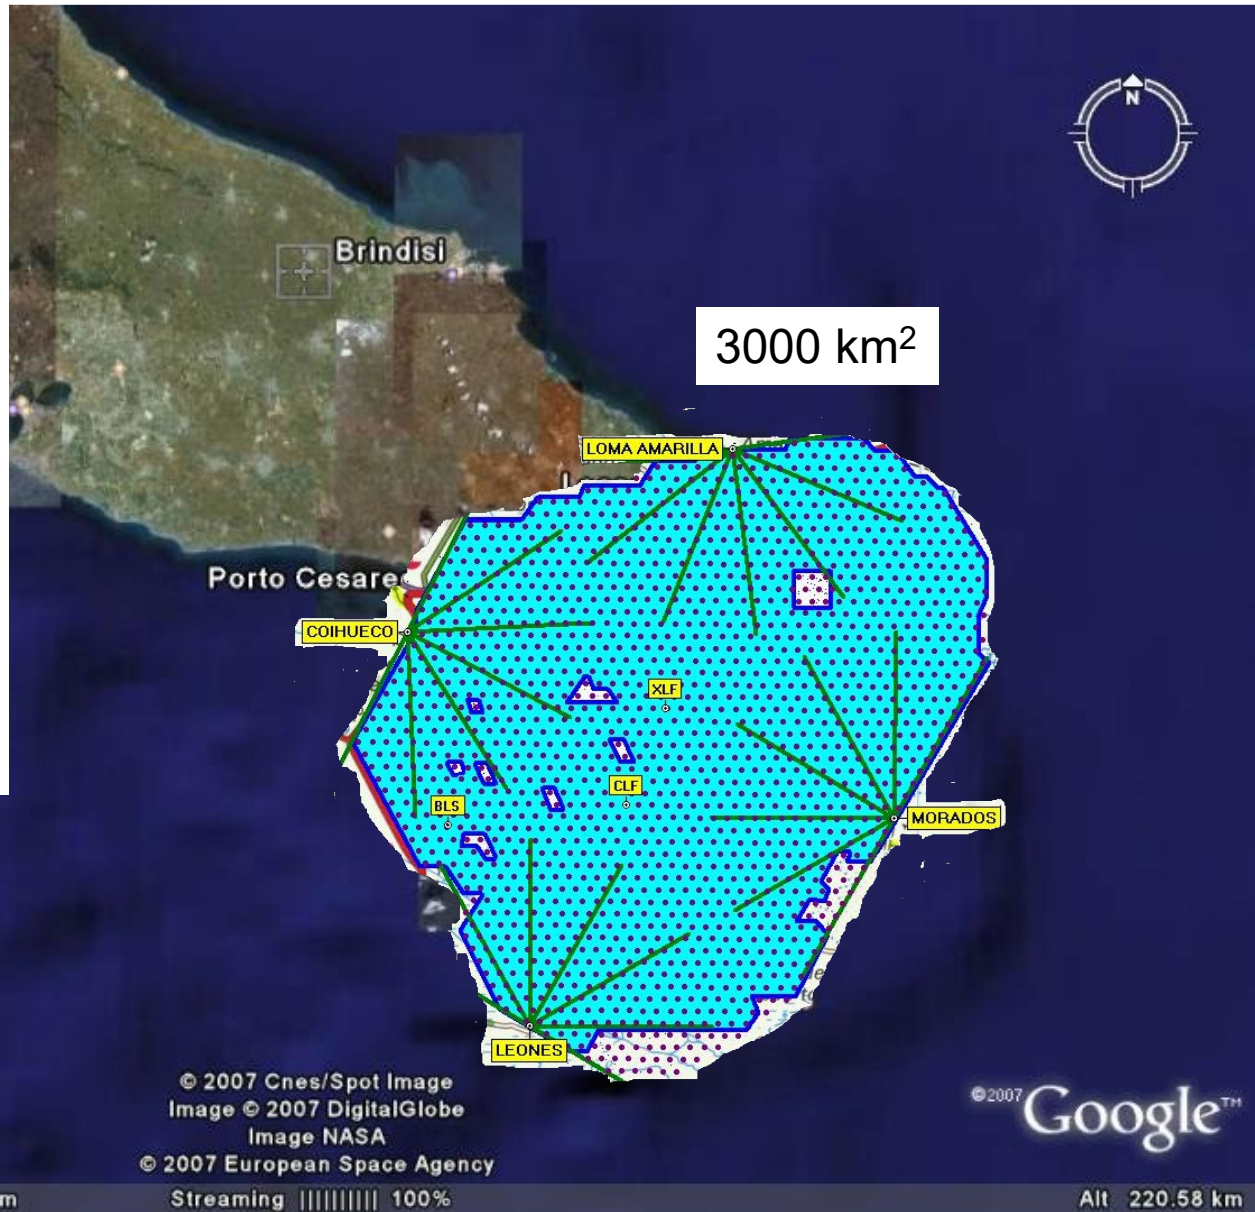 N
Brindisi
3000 km²
LOMA AMARILLA
Porto Cesareo
COIHUECO
XLF
CLF
BLS
MORADOS
LEONES
© 2007 Cnes/Spot Image
Image © 2007 DigitalGlobe
Image NASA
© 2007 European Space Agency
©2007 Google™
m Streaming |||||||||| 100% Alt 220.58 km